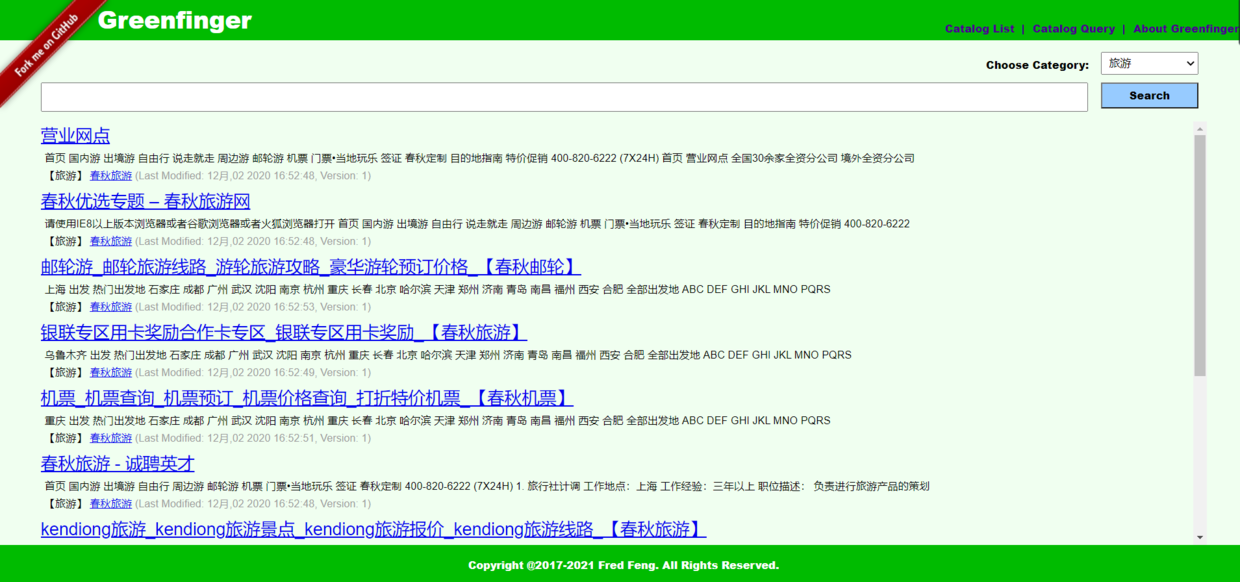 Fork me on GitHub
Greenfinger
Catalog List | Catalog Query | About Greenfinger
Choose Category: 旅游
Search
营业网点
首页 国内游 出境游 自由行 说走就走 周边游 邮轮游 机票 门票•当地玩乐 签证 春秋定制 目的地指南 特价促销 400-820-6222 (7X24H) 首页 营业网点 全国30余家全资分公司 境外全资分公司
【旅游】 春秋旅游 (Last Modified: 12月,02 2020 16:52:48, Version: 1)
春秋优选专题 – 春秋旅游网
请使用IE8以上版本浏览器或者谷歌浏览器或者火狐浏览器打开 首页 国内游 出境游 自由行 说走就走 周边游 邮轮游 机票 门票•当地玩乐 签证 春秋定制 目的地指南 特价促销 400-820-6222
【旅游】 春秋旅游 (Last Modified: 12月,02 2020 16:52:48, Version: 1)
邮轮游_邮轮旅游线路_游轮旅游攻略_豪华游轮预订价格_【春秋邮轮】
上海 出发 热门出发地 石家庄 成都 广州 武汉 沈阳 南京 杭州 重庆 长春 北京 哈尔滨 天津 郑州 济南 青岛 南昌 福州 西安 合肥 全部出发地 ABC DEF GHI JKL MNO PQRS
【旅游】 春秋旅游 (Last Modified: 12月,02 2020 16:52:53, Version: 1)
银联专区用卡奖励合作卡专区_银联专区用卡奖励_【春秋旅游】
乌鲁木齐 出发 热门出发地 石家庄 成都 广州 武汉 沈阳 南京 杭州 重庆 长春 北京 哈尔滨 天津 郑州 济南 青岛 南昌 福州 西安 合肥 全部出发地 ABC DEF GHI JKL MNO PQRS
【旅游】 春秋旅游 (Last Modified: 12月,02 2020 16:52:49, Version: 1)
机票_机票查询_机票预订_机票价格查询_打折特价机票_【春秋机票】
重庆 出发 热门出发地 石家庄 成都 广州 武汉 沈阳 南京 杭州 重庆 长春 北京 哈尔滨 天津 郑州 济南 青岛 南昌 福州 西安 合肥 全部出发地 ABC DEF GHI JKL MNO PQRS
【旅游】 春秋旅游 (Last Modified: 12月,02 2020 16:52:51, Version: 1)
春秋旅游 - 诚聘英才
首页 国内游 出境游 自由行 周边游 邮轮游 机票 门票•当地玩乐 签证 春秋定制 400-820-6222 (7X24H) 1. 旅行社计调 工作地点：上海 工作经验：三年以上 职位描述： 负责进行旅游产品的策划
【旅游】 春秋旅游 (Last Modified: 12月,02 2020 16:52:48, Version: 1)
kendiong旅游_kendiong旅游景点_kendiong旅游报价_kendiong旅游线路_【春秋旅游】
Copyright @2017-2021 Fred Feng. All Rights Reserved.